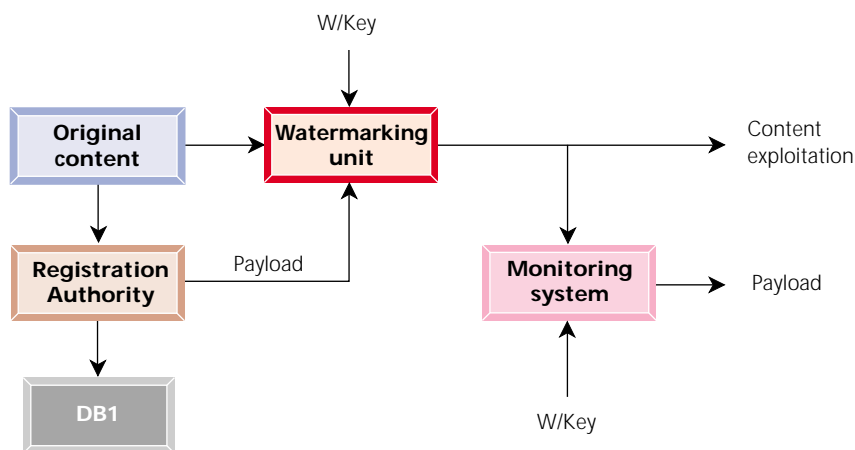 W/Key
Original
content
Watermarking
unit
Content
exploitation
Registration
Authority
Payload
Monitoring
system
Payload
DB1
W/Key